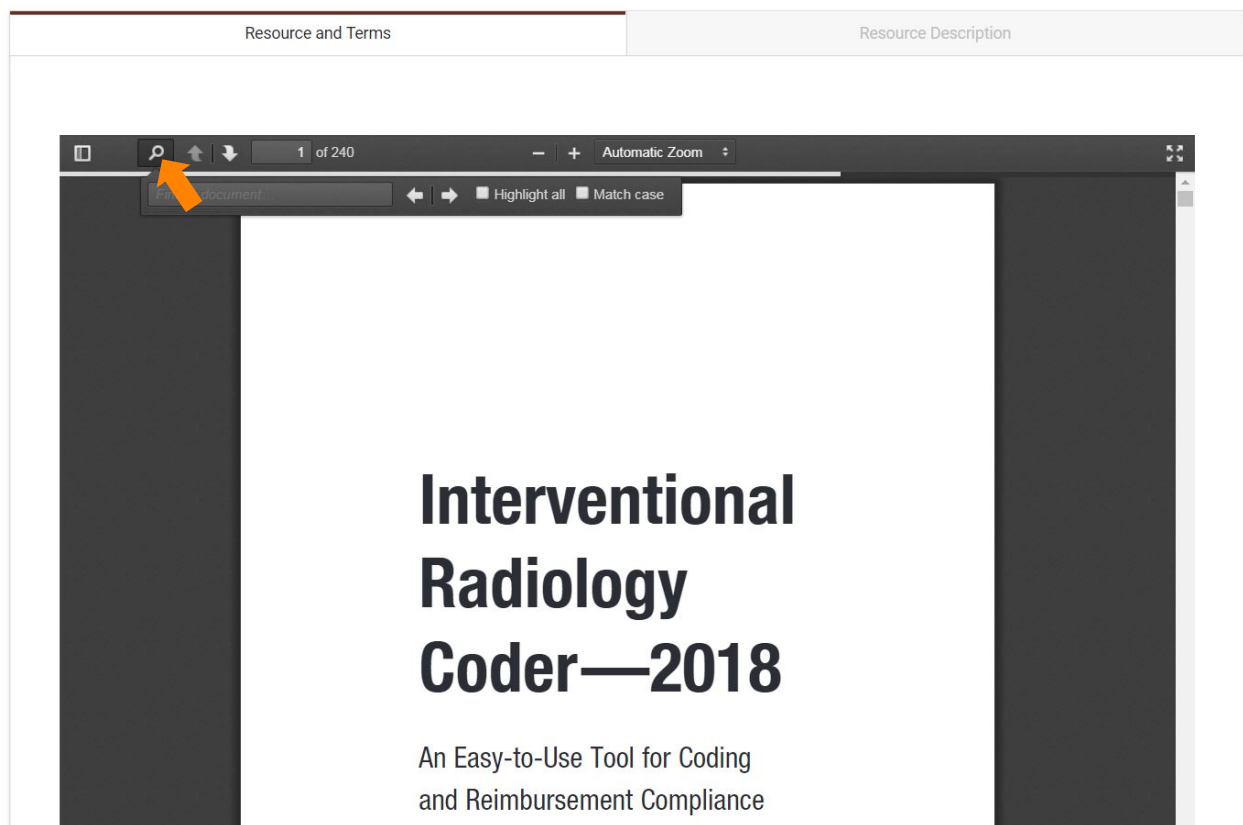 Resource and Terms
Resource Description
1 of 240
Automatic Zoom
document...
Highlight all
Match case
Interventional
Radiology
Coder—2018
An Easy-to-Use Tool for Coding
and Reimbursement Compliance